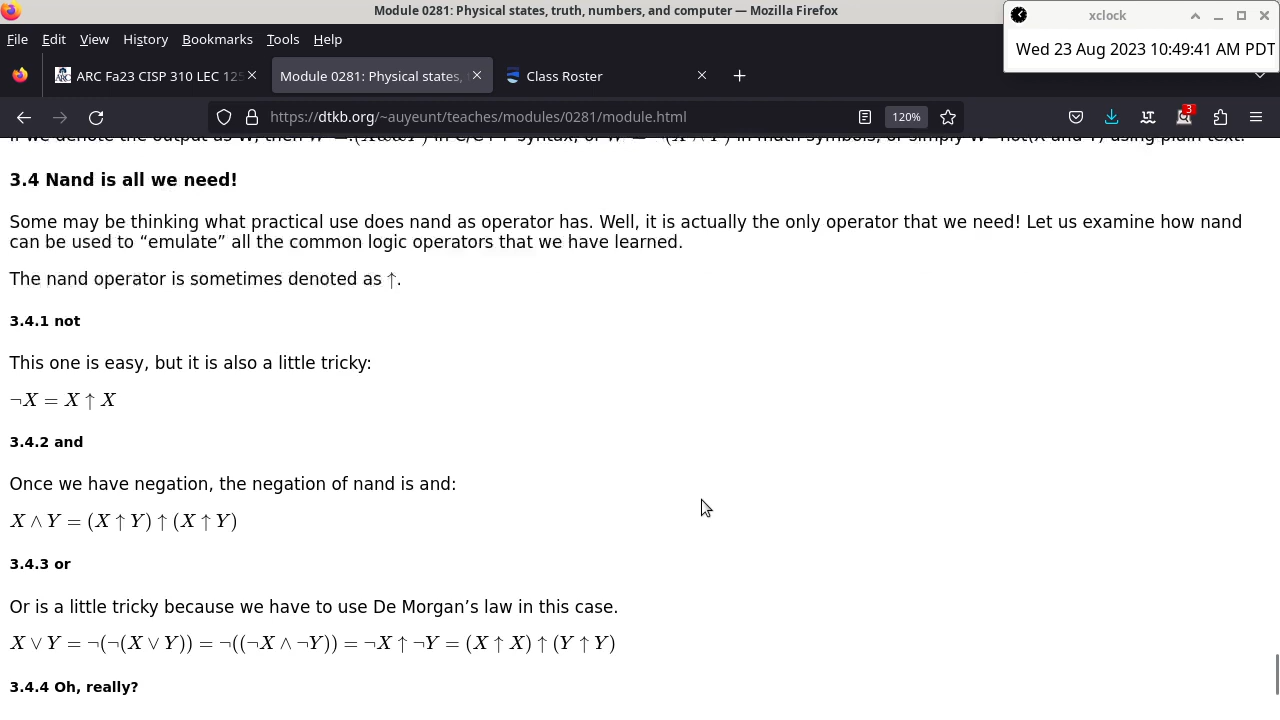 Module 0281: Physical states, truth, numbers, and computer — Mozilla Firefox
xclock
Wed 23 Aug 2023 10:49:41 AM PDT
File Edit View History Bookmarks Tools Help
ARC Fa23 CISP 310 LEC 125
Module 0281: Physical states,
Class Roster
https://dtkb.org/~auyeunt/teaches/modules/0281/module.html
120%
3
3.4 Nand is all we need!
Some may be thinking what practical use does nand as operator has. Well, it is actually the only operator that we need! Let us examine how nand
can be used to “emulate” all the common logic operators that we have learned.
The nand operator is sometimes denoted as ↑.
3.4.1 not
This one is easy, but it is also a little tricky:
¬X = X ↑ X
3.4.2 and
Once we have negation, the negation of nand is and:
X ∧ Y = (X ↑ Y) ↑ (X ↑ Y)
3.4.3 or
Or is a little tricky because we have to use De Morgan’s law in this case.
X ∨ Y = ¬(¬(X ∨ Y)) = ¬((¬X ∧ ¬Y)) = ¬X ↑ ¬Y = (X ↑ X) ↑ (Y ↑ Y)
3.4.4 Oh, really?